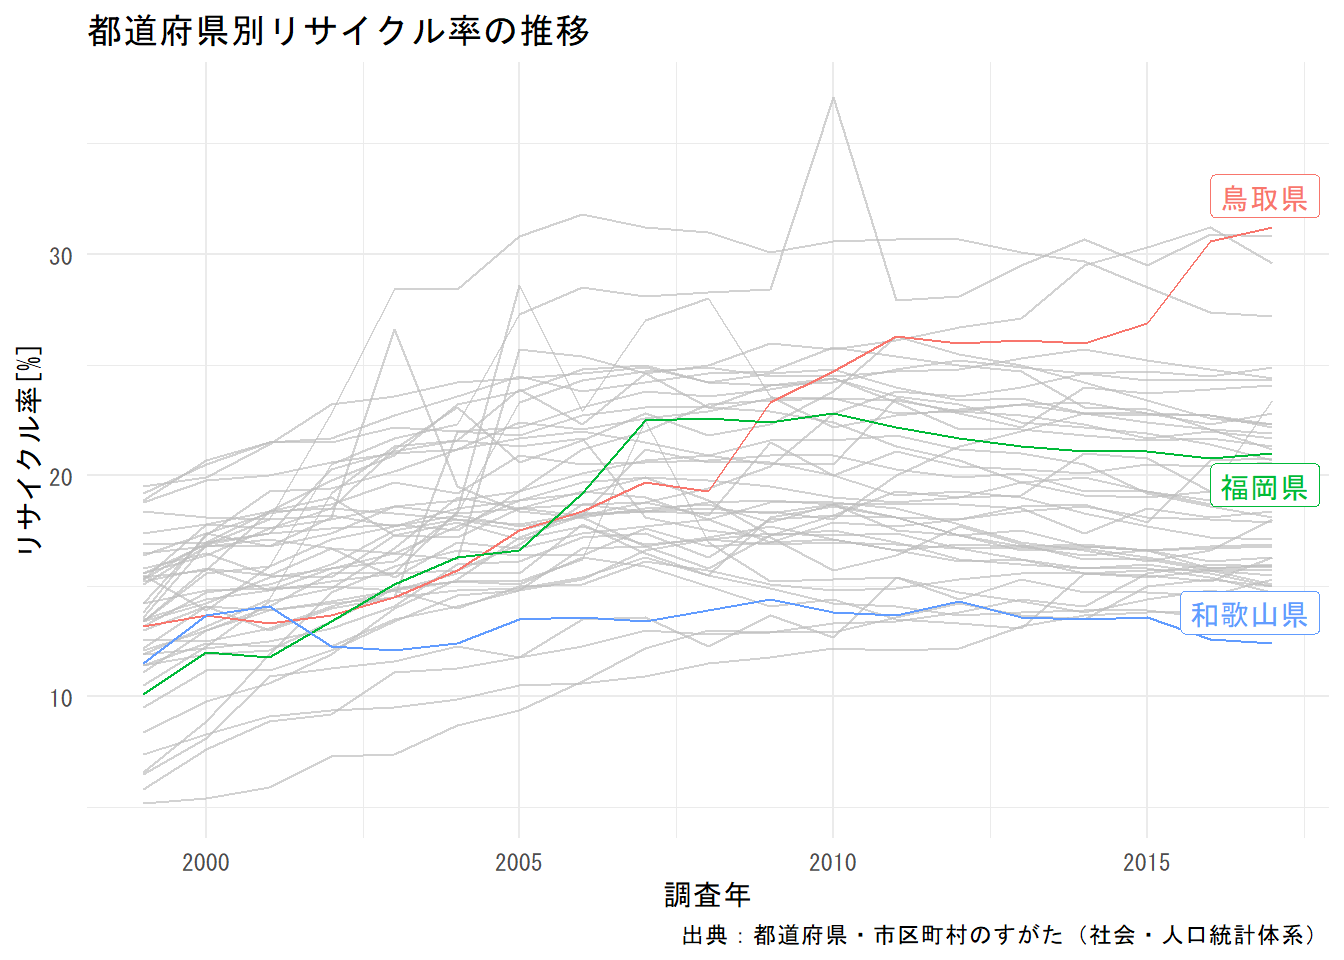 都道府県別リサイクル率の推移
リサイクル率[%]
30
20
10
鳥取県
福岡県
和歌山県
2000 2005 2010 2015
調査年
出典：都道府県・市区町村のすがた（社会・人口統計体系）